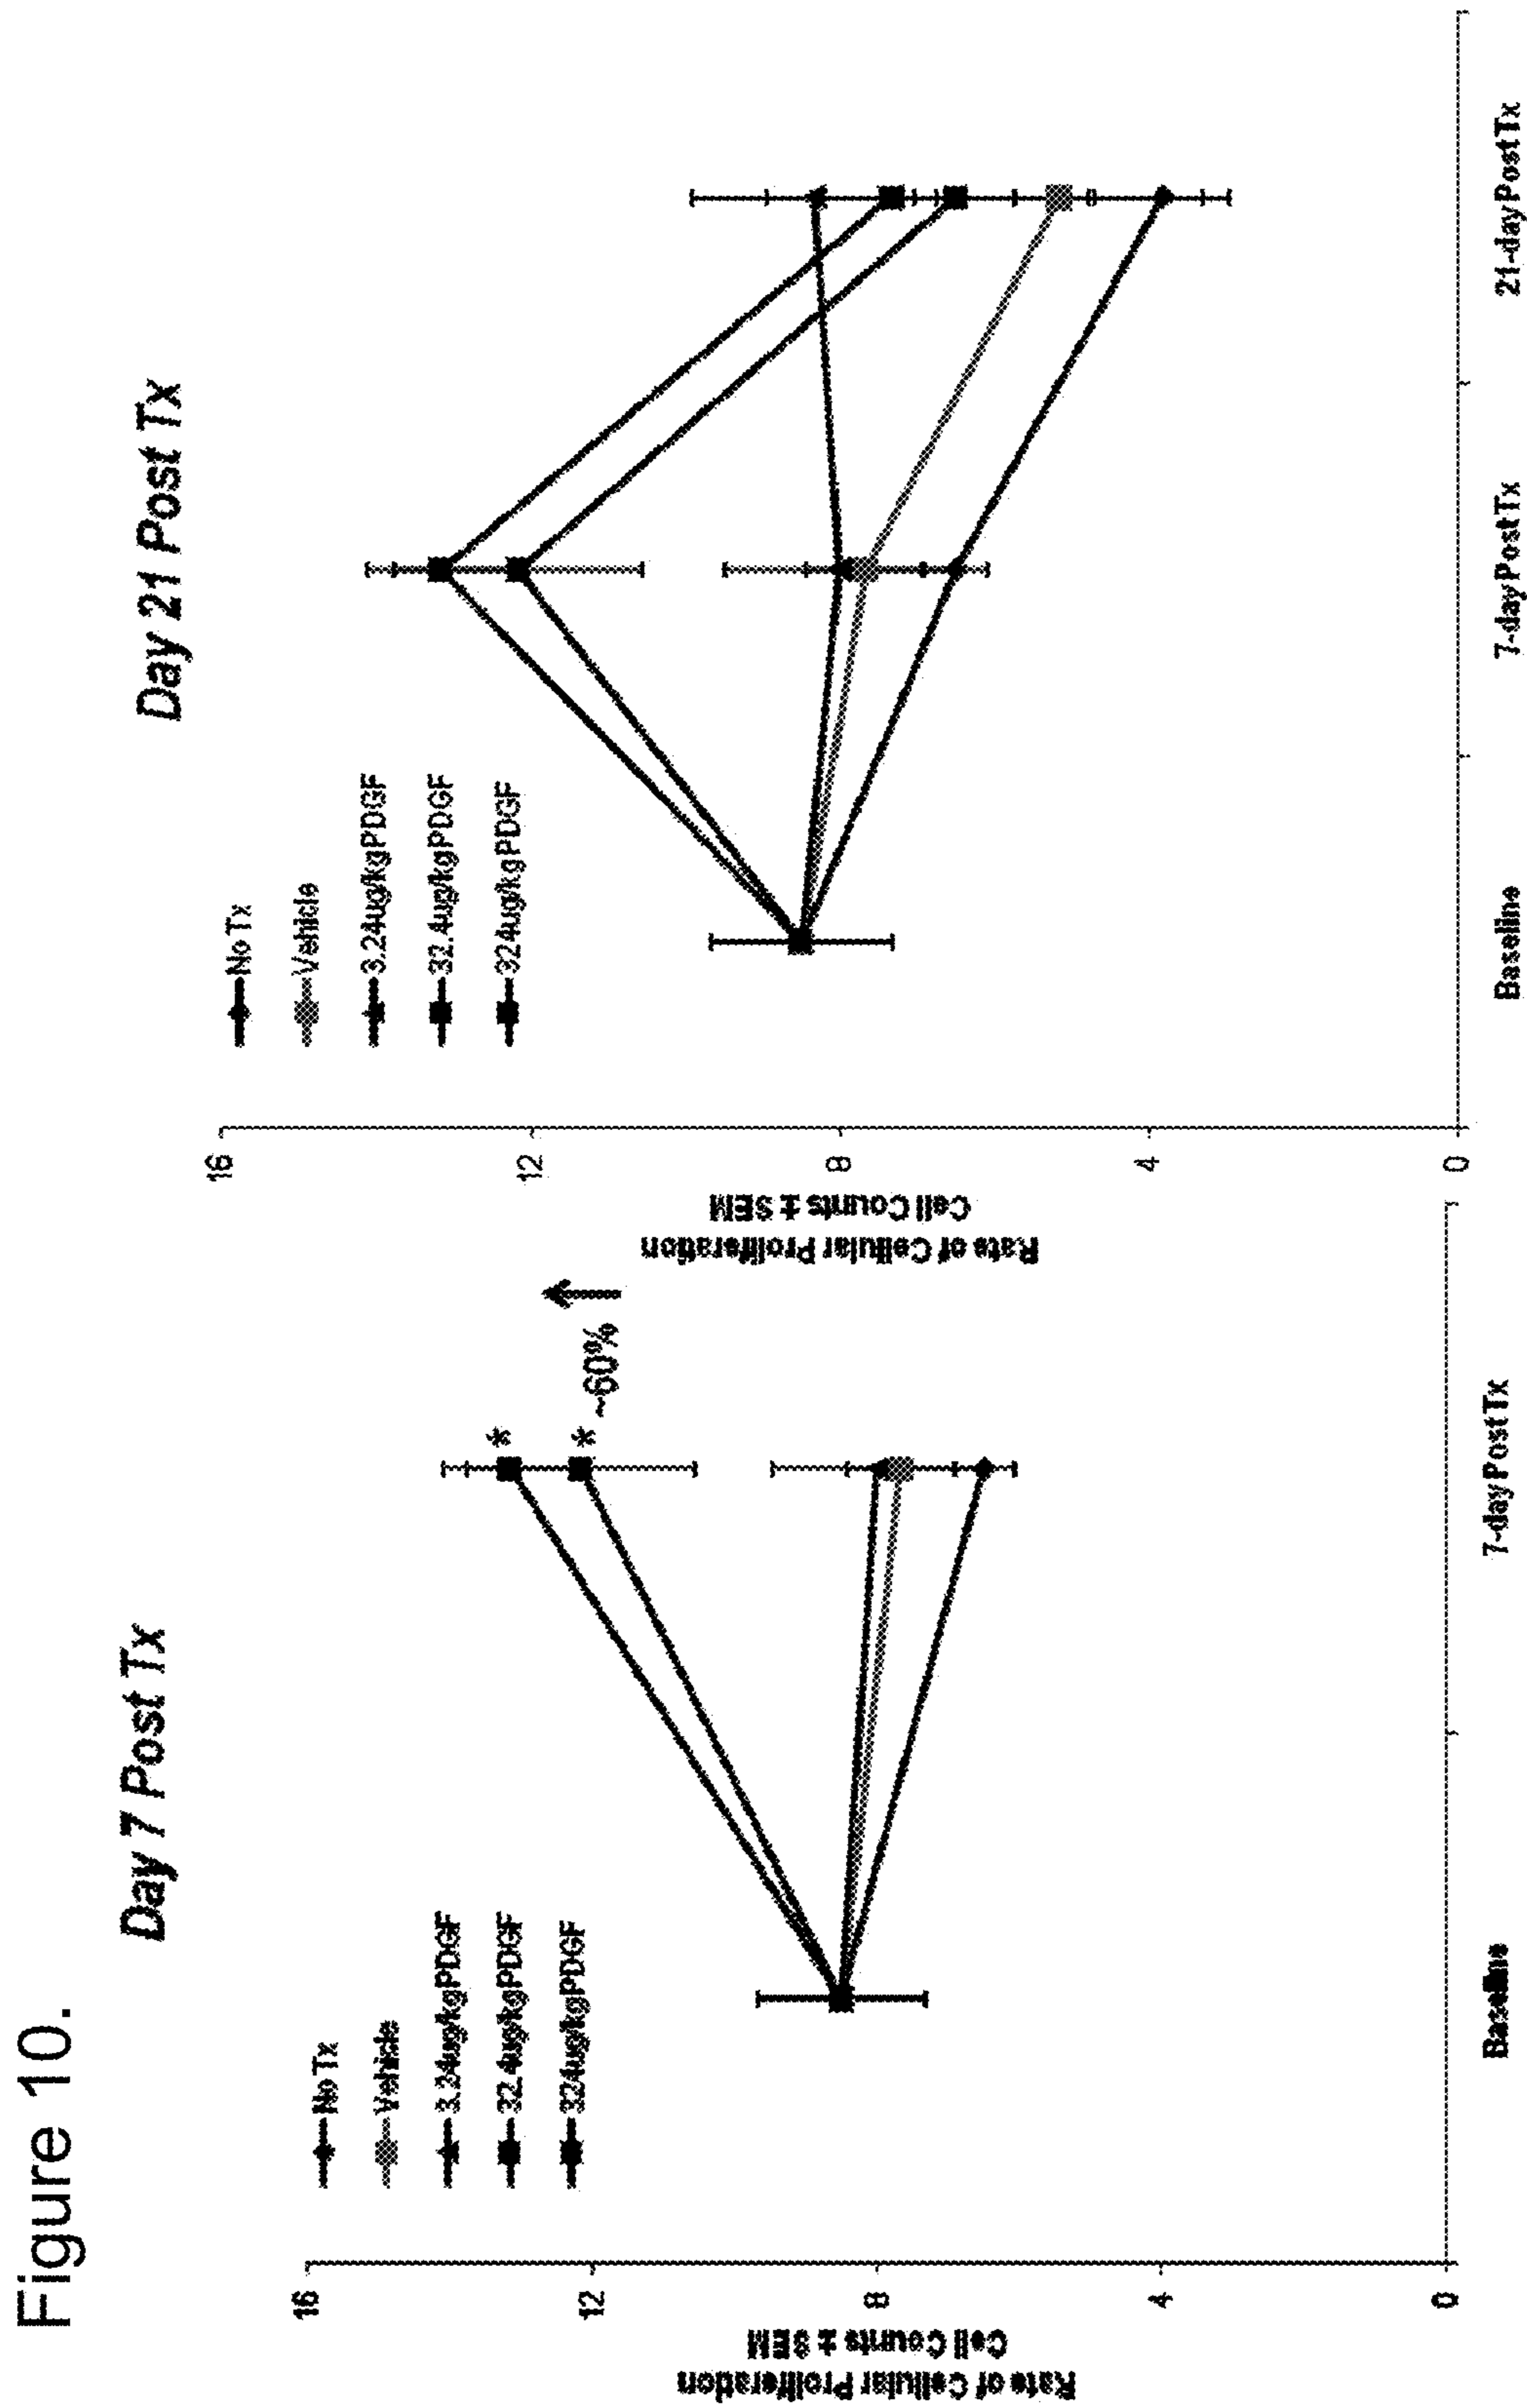 Figure 10.
Day 7 Post Tx
No Tx
Vehicle
3.24ug/kgPDGF
32.4ug/kgPDGF
324ug/kgPDGF
16
12
8
4
0
Rate of Cellular Proliferation
Cell Counts ± SEM
*
*
~60%
Baseline
7-day Post Tx
Day 21 Post Tx
No Tx
Vehicle
3.24ug/kgPDGF
32.4ug/kgPDGF
324ug/kgPDGF
16
12
8
4
0
Rate of Cellular Proliferation
Cell Counts ± SEM
Baseline
7-day Post Tx
21-day Post Tx